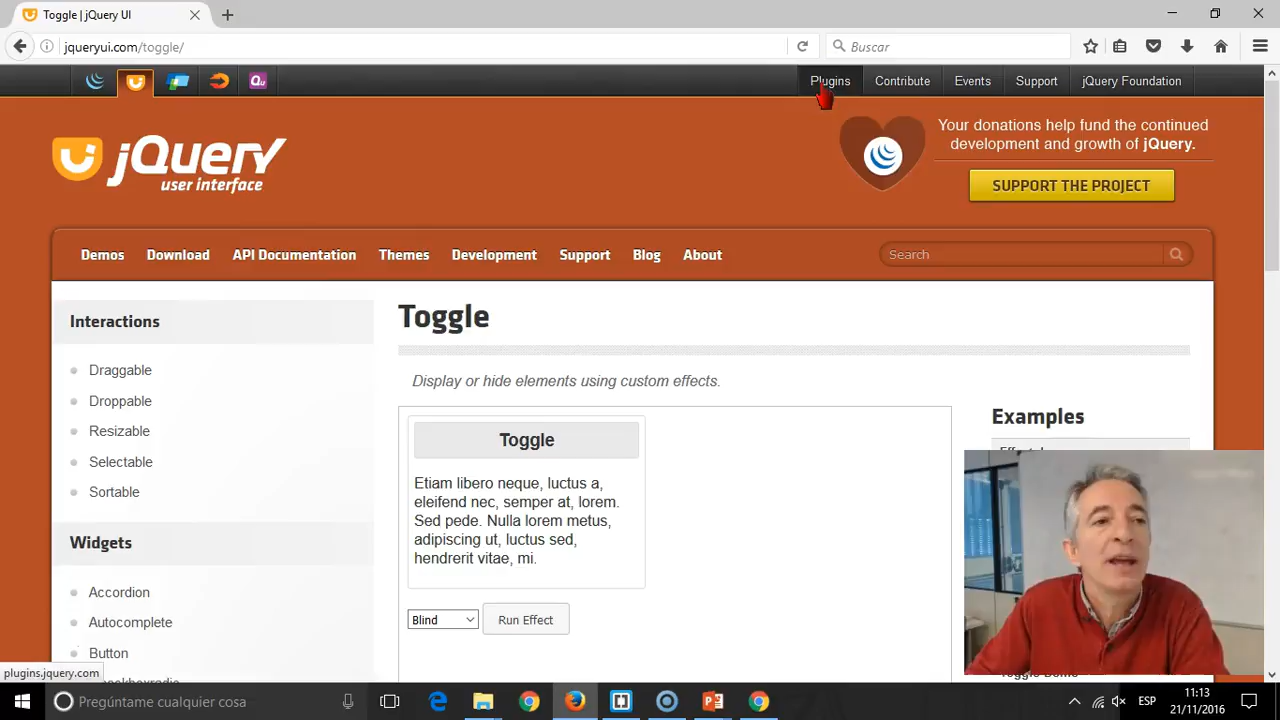 Toggle | jQuery UI
jqueryui.com/toggle/
Buscar
Qu
Plugins
Contribute
Events
Support
jQuery Foundation
jQuery
user interface
Your donations help fund the continued
development and growth of jQuery.
SUPPORT THE PROJECT
Demos
Download
API Documentation
Themes
Development
Support
Blog
About
Search
Interactions
Draggable
Droppable
Resizable
Selectable
Sortable
Widgets
Accordion
Autocomplete
Button
Toggle
Display or hide elements using custom effects.
Toggle
Etiam libero neque, luctus a,
eleifend nec, semper at, lorem.
Sed pede. Nulla lorem metus,
adipiscing ut, luctus sed,
hendrerit vitae, mi.
Blind
Run Effect
Examples
plugins.jquery.com
Pregúntame cualquier cosa
ESP
11:13
21/11/2016